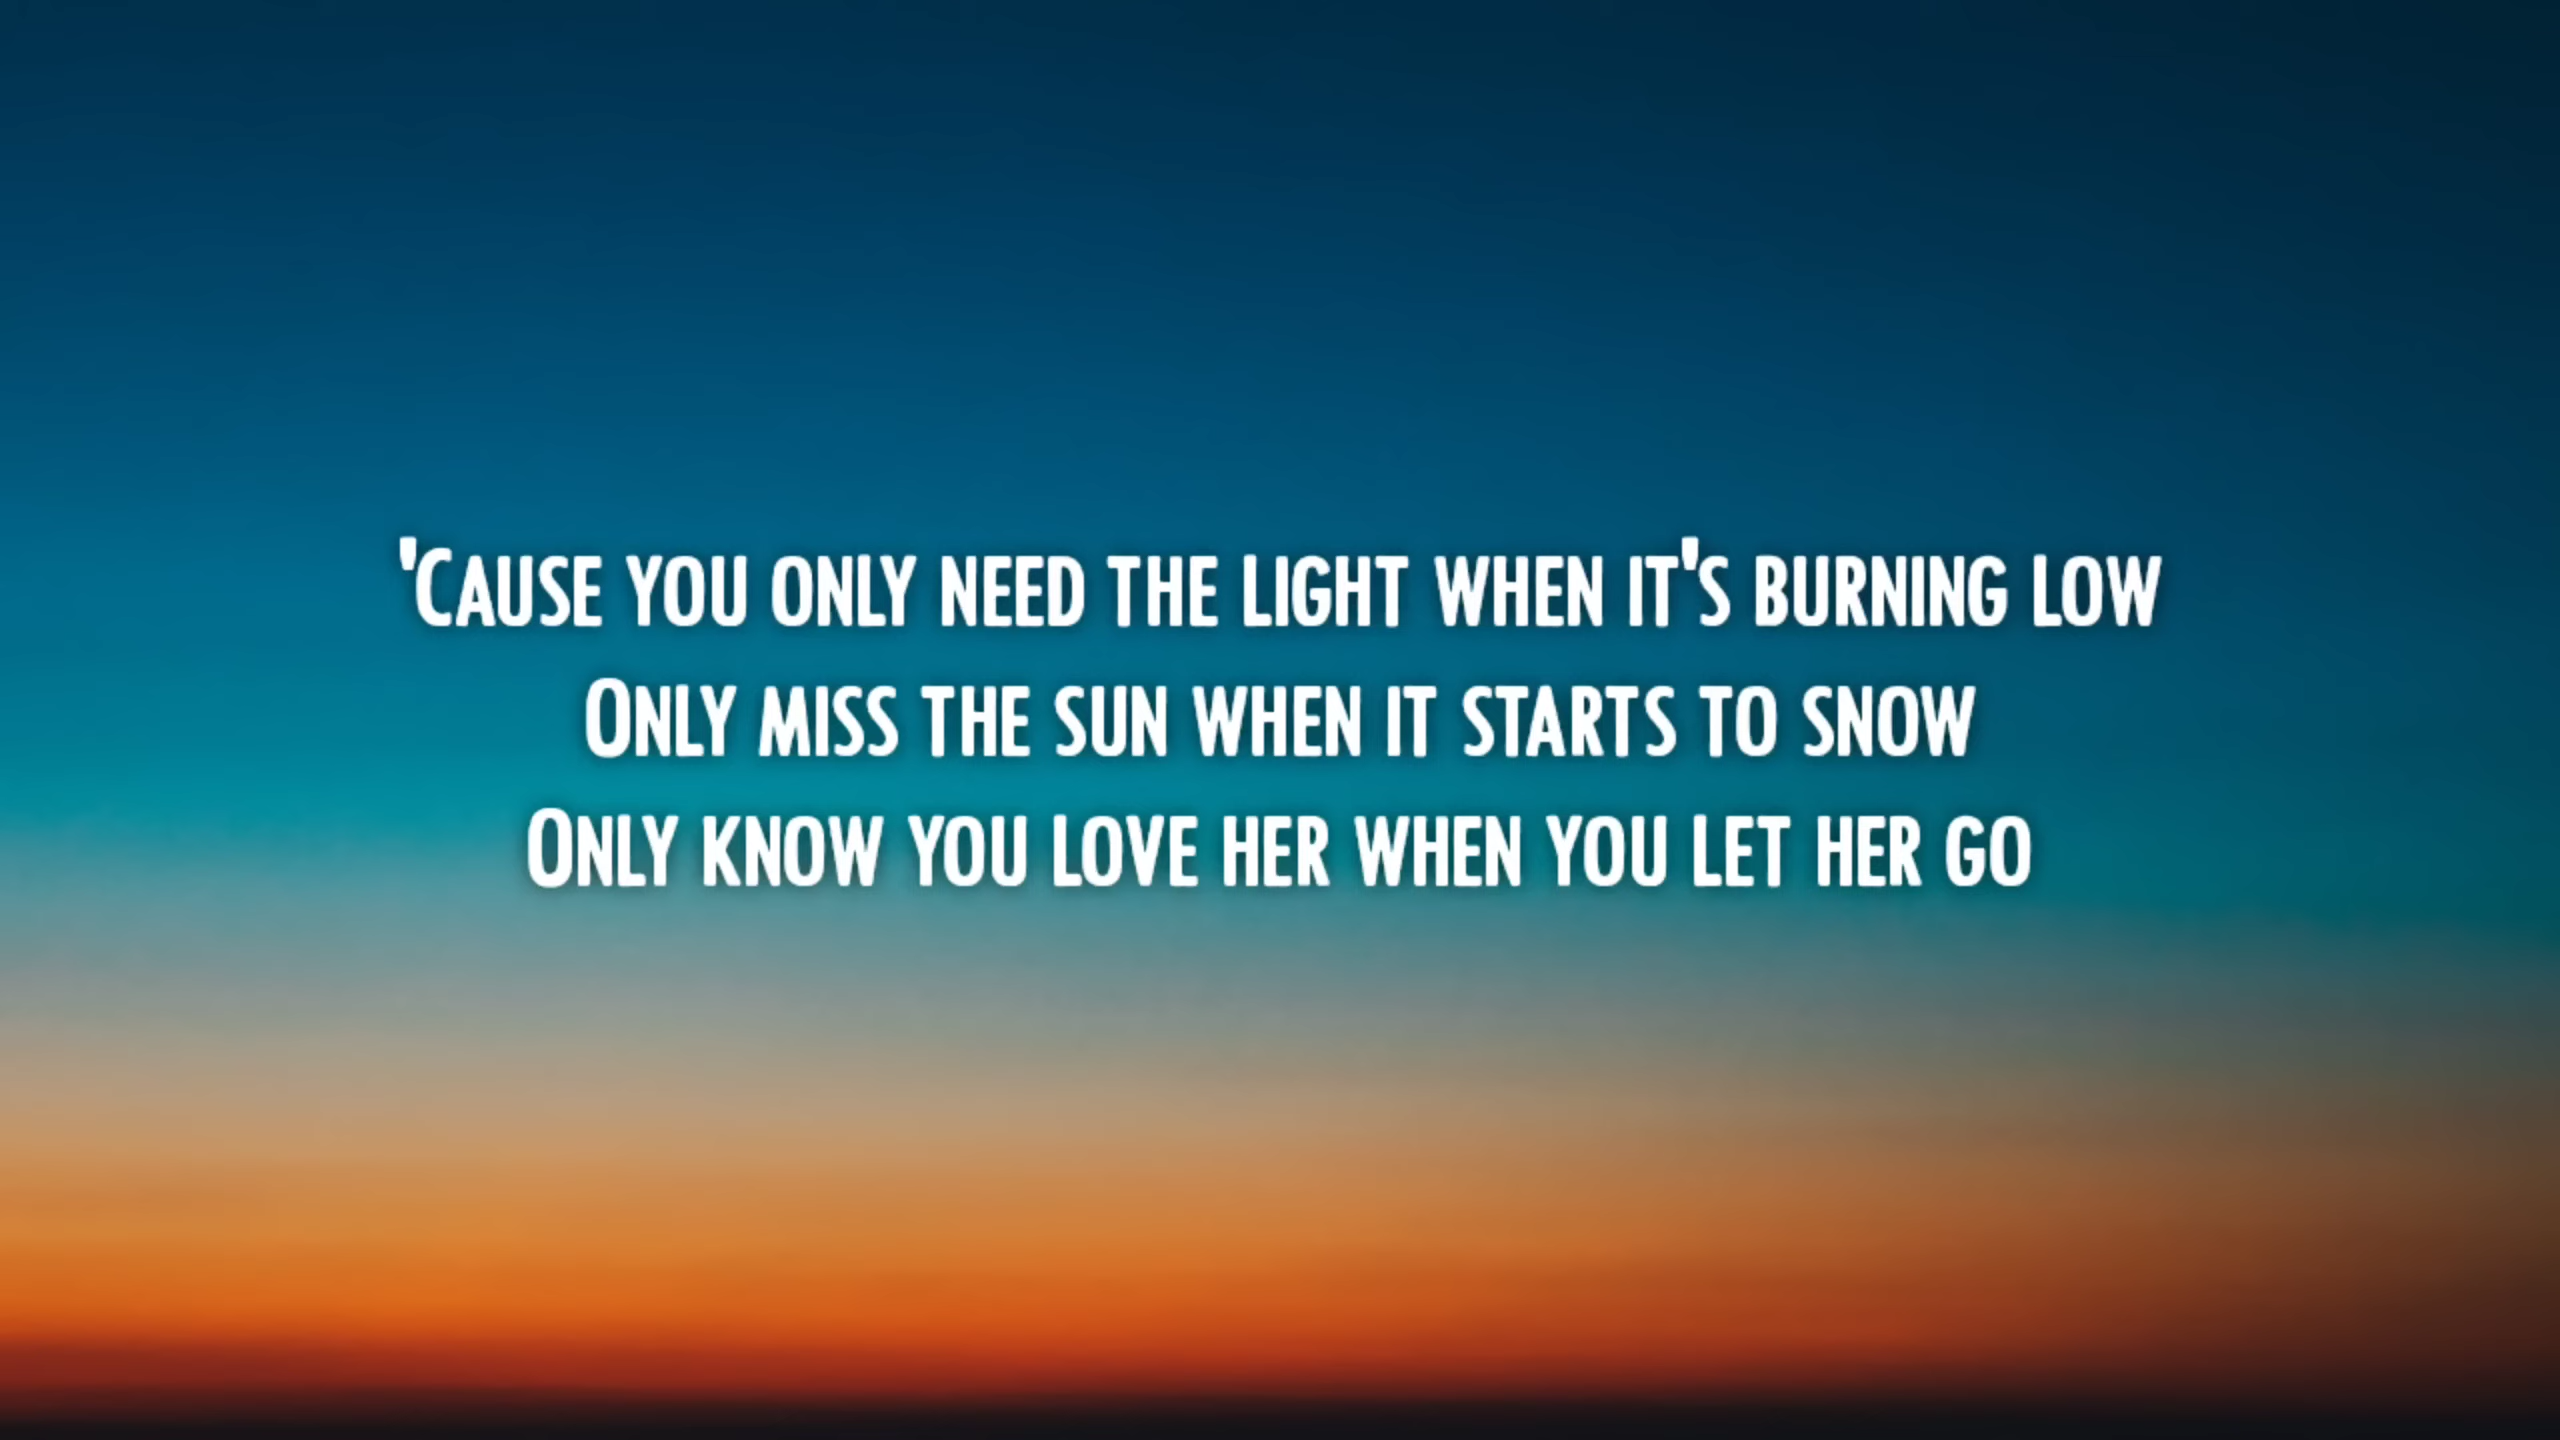 'Cause you only need the light when it's burning low
Only miss the sun when it starts to snow
Only know you love her when you let her go